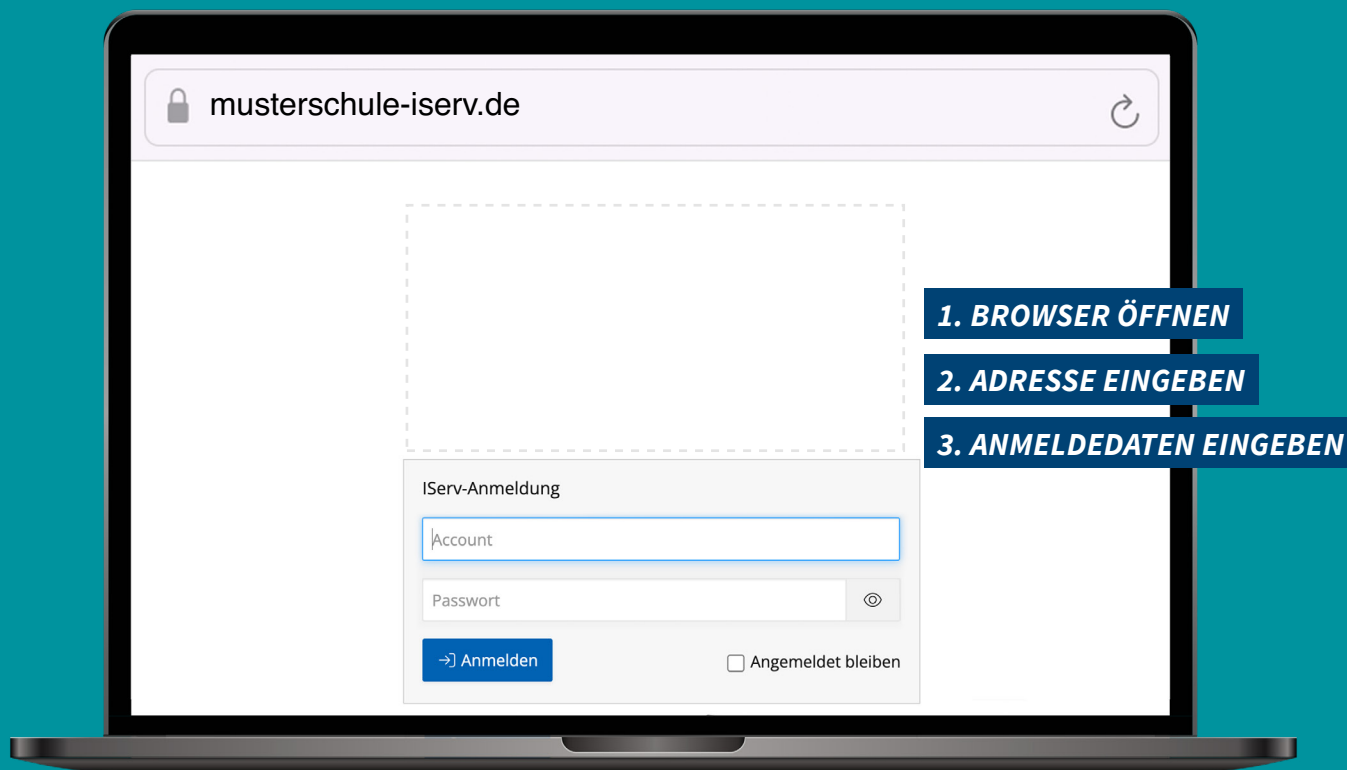 musterschule-iserv.de
1. BROWSER ÖFFNEN
2. ADRESSE EINGEBEN
3. ANMELDEDATEN EINGEBEN
IServ-Anmeldung
Account
Passwort
Anmelden
Angemeldet bleiben